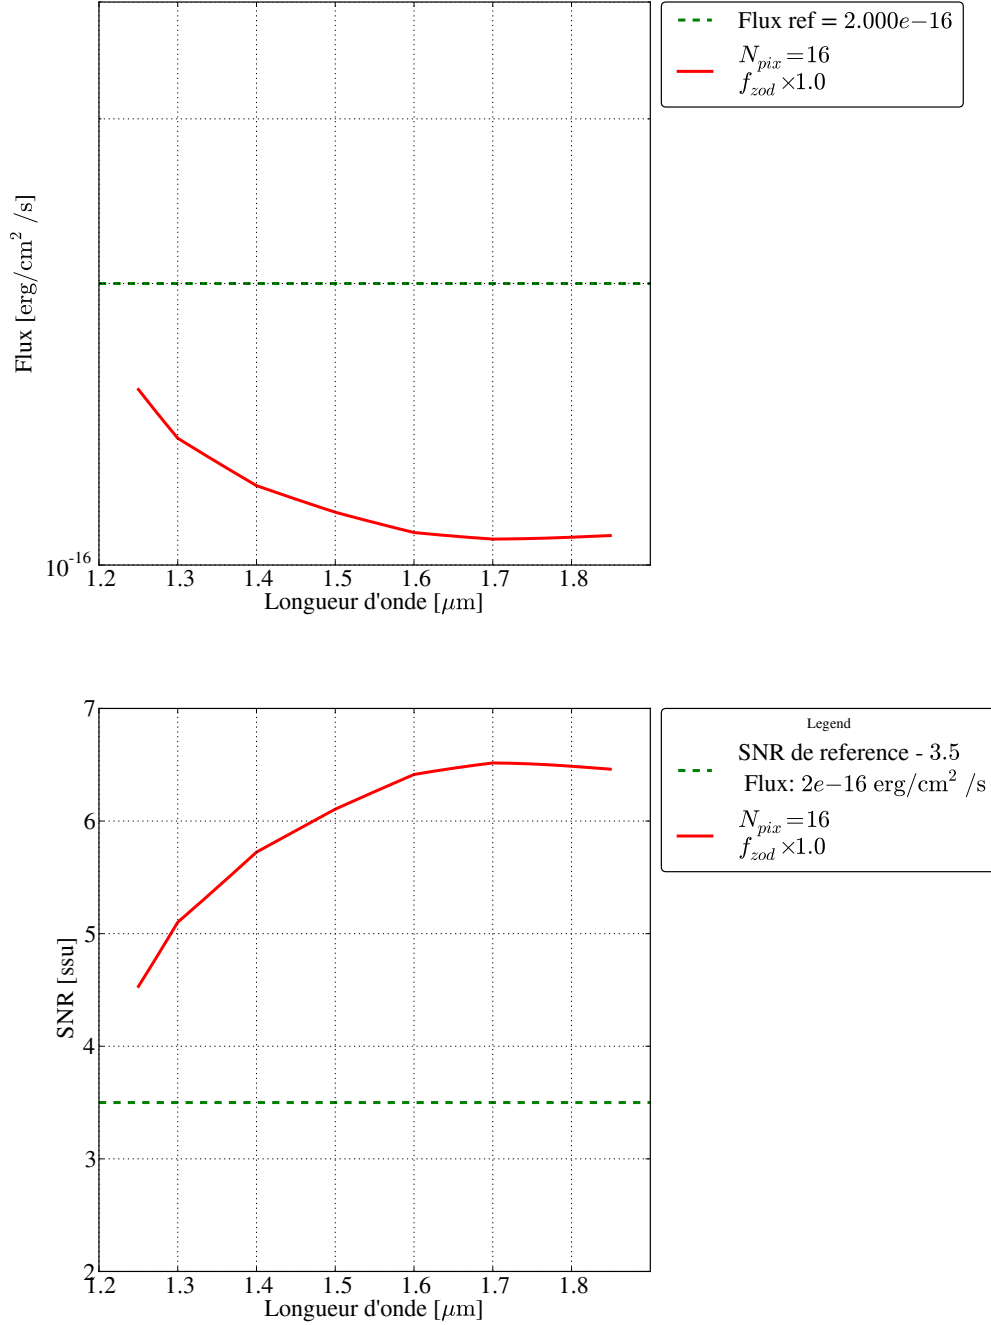 Flux ref = 2.000e−16
N_pix=16
f_zod×1.0
Flux [erg/cm² /s]
10⁻¹⁶
1.2 1.3 1.4 1.5 1.6 1.7 1.8
Longueur d'onde [μm]
7
Legend
SNR de reference - 3.5
Flux: 2e−16 erg/cm² /s
N_pix=16
f_zod×1.0
6
5
SNR [ssu]
4
3
2
1.2 1.3 1.4 1.5 1.6 1.7 1.8
Longueur d'onde [μm]